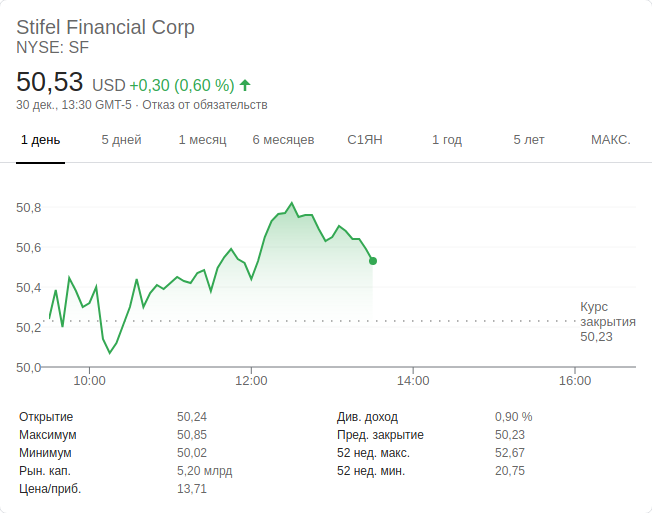 Stifel Financial Corp
NYSE: SF
50,53 USD +0,30 (0,60 %)
30 дек., 13:30 GMT-5 · Отказ от обязательств
1 день 5 дней 1 месяц 6 месяцев С1ЯН 1 год 5 лет МАКС.
50,8
50,6
50,4
50,2
50,0
Курс
закрытия
50,23
10:00 12:00 14:00 16:00
Открытие 50,24 Див. доход 0,90 %
Максимум 50,85 Пред. закрытие 50,23
Минимум 50,02 52 нед. макс. 52,67
Рын. кап. 5,20 млрд 52 нед. мин. 20,75
Цена/приб. 13,71